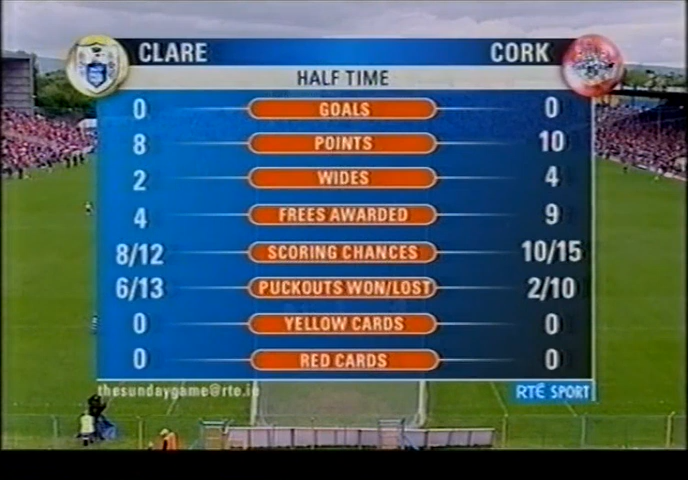 CLARE CORK
HALF TIME
0 GOALS 0
8 POINTS 10
2 WIDES 4
4 FREES AWARDED 9
8/12 SCORING CHANCES 10/15
6/13 PUCKOUTS WON/LOST 2/10
0 YELLOW CARDS 0
0 RED CARDS 0
thesundaygame@rte.ie
RTÉ SPORT